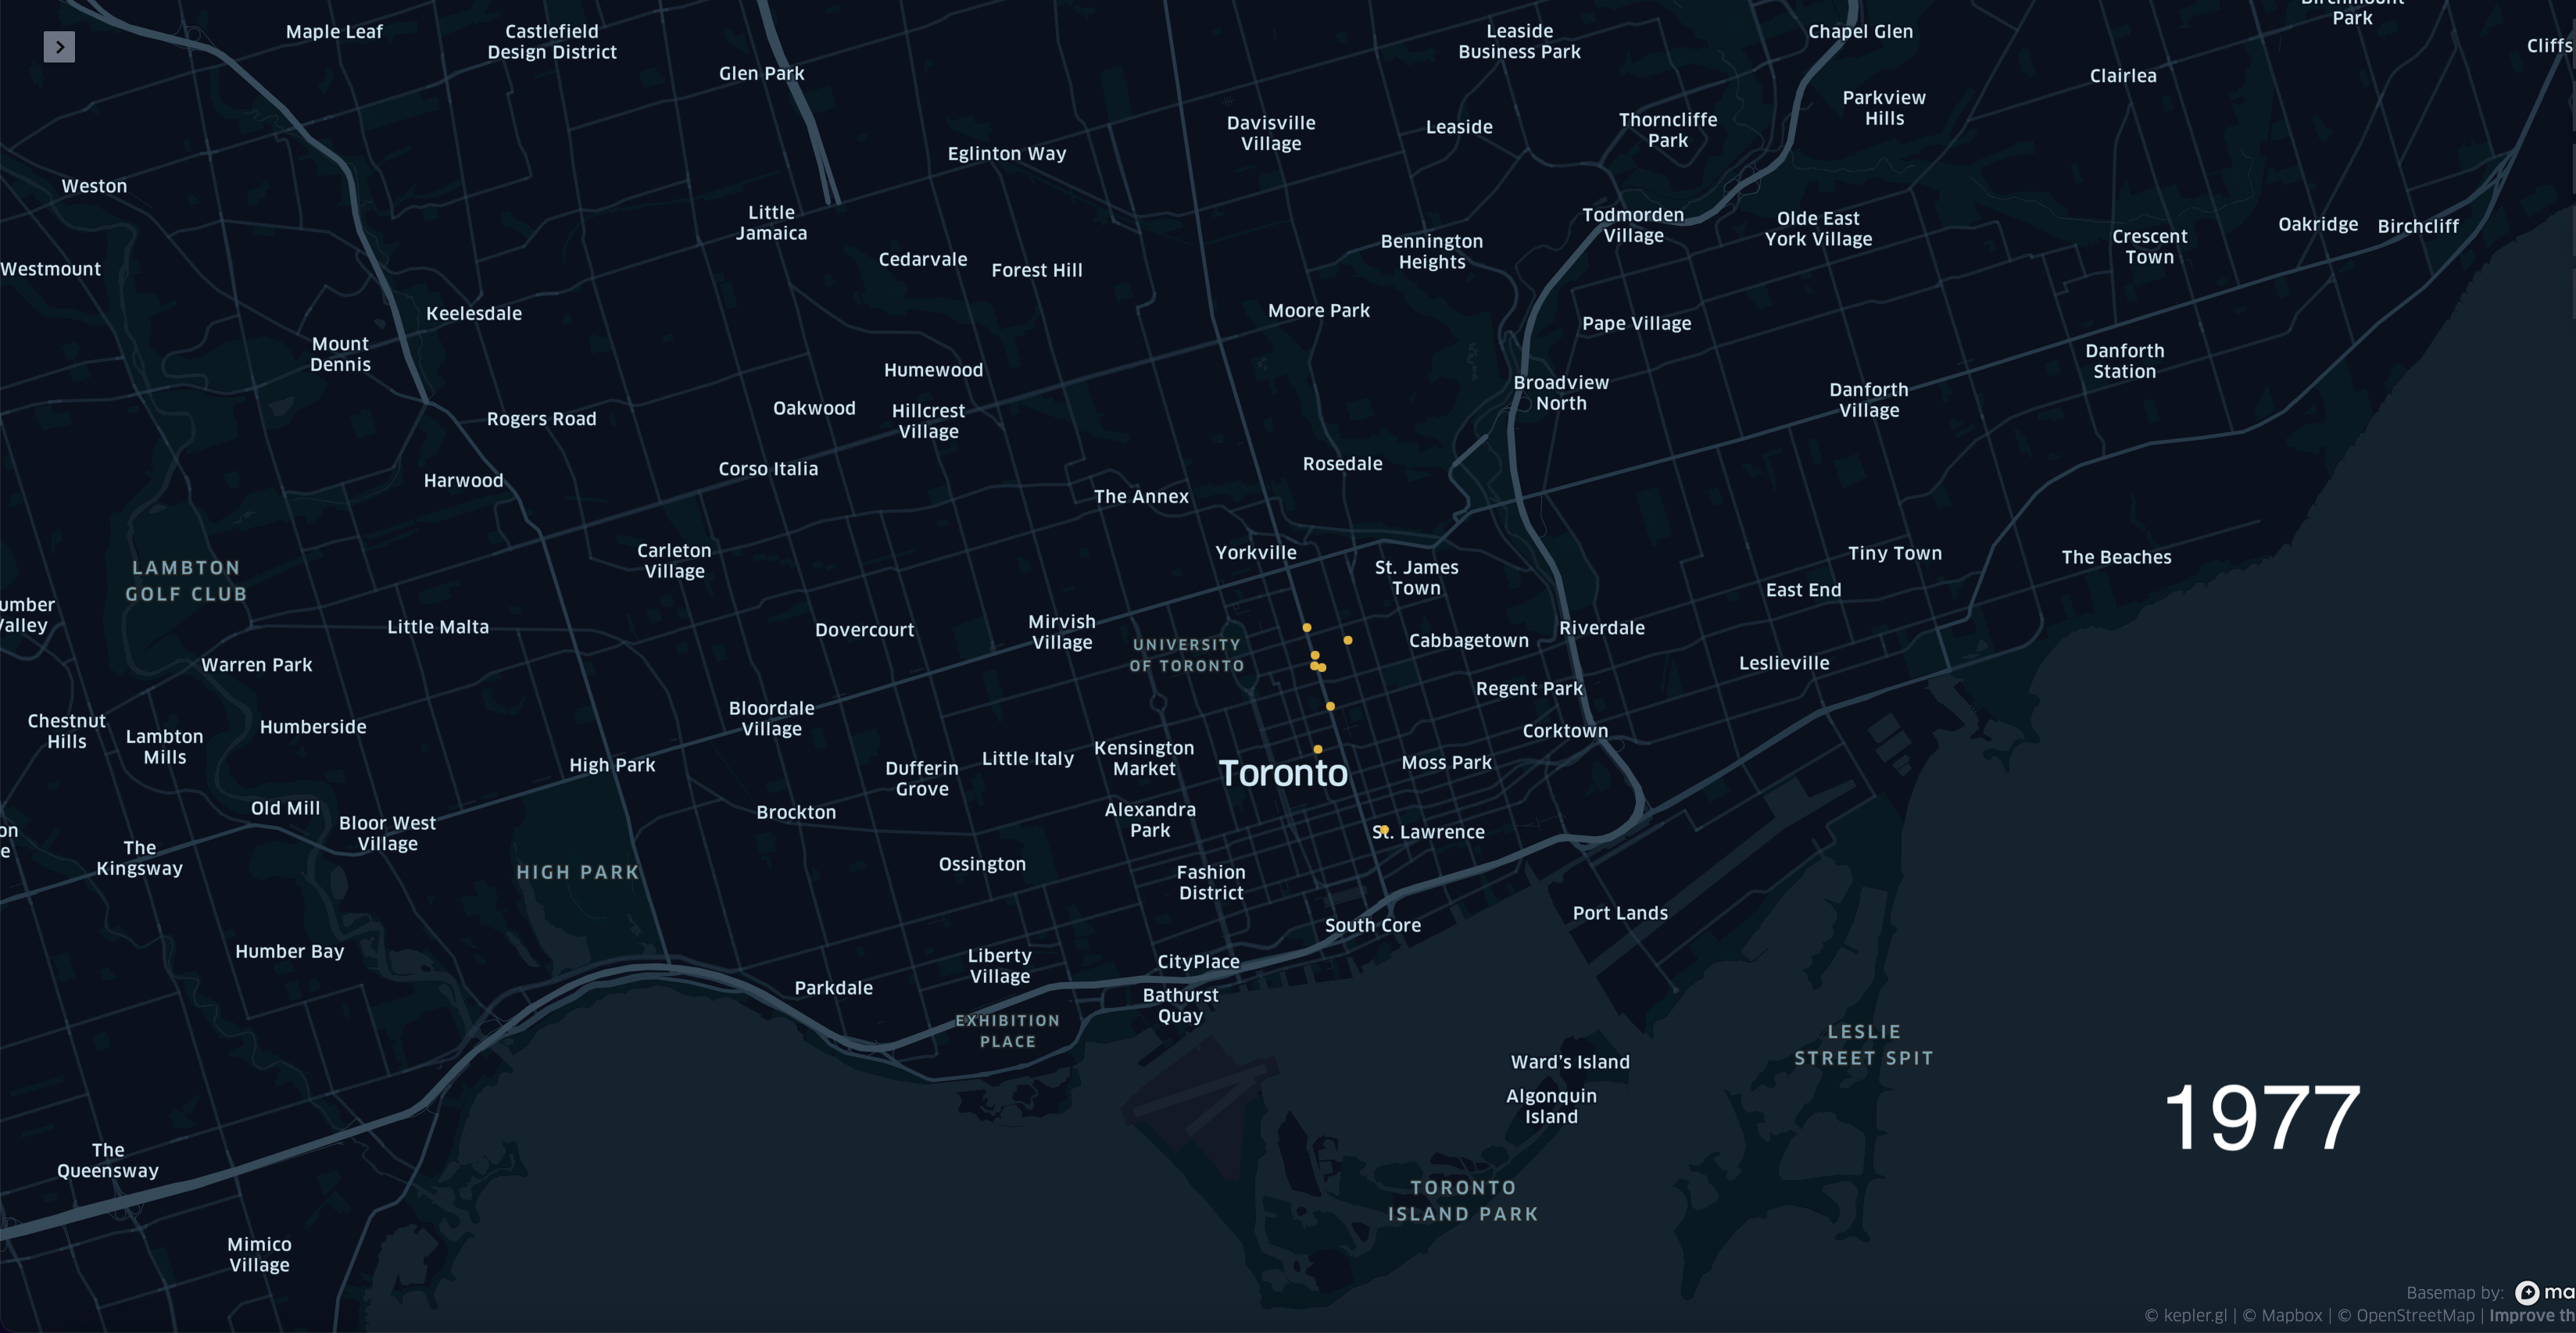 Birchmount
Park
Maple Leaf
Castlefield
Design District
Leaside
Business Park
Chapel Glen
Cliffs
Glen Park
Clairlea
Parkview
Hills
Davisville
Village
Leaside
Thorncliffe
Park
Eglinton Way
Weston
Little
Jamaica
Todmorden
Village
Olde East
York Village
Oakridge
Birchcliff
Crescent
Town
Bennington
Heights
Cedarvale
Forest Hill
Westmount
Keelesdale
Moore Park
Pape Village
Mount
Dennis
Danforth
Station
Humewood
Broadview
North
Danforth
Village
Oakwood
Hillcrest
Village
Rogers Road
Corso Italia
Rosedale
Harwood
The Annex
Carleton
Village
Yorkville
Tiny Town
The Beaches
LAMBTON
GOLF CLUB
St. James
Town
East End
umber
Valley
Little Malta
Dovercourt
Mirvish
Village
Riverdale
UNIVERSITY
OF TORONTO
Cabbagetown
Warren Park
Leslieville
Regent Park
Chestnut
Hills
Lambton
Mills
Humberside
Bloordale
Village
Corktown
High Park
Dufferin
Grove
Little Italy
Kensington
Market
Toronto
Moss Park
Old Mill
Bloor West
Village
Brockton
Alexandra
Park
St. Lawrence
on
e
The
Kingsway
HIGH PARK
Ossington
Fashion
District
Port Lands
South Core
Humber Bay
Liberty
Village
CityPlace
Parkdale
Bathurst
Quay
EXHIBITION
PLACE
LESLIE
STREET SPIT
Ward's Island
Algonquin
Island
1977
The
Queensway
TORONTO
ISLAND PARK
Mimico
Village
Basemap by: ma
© kepler.gl | © Mapbox | © OpenStreetMap | Improve th